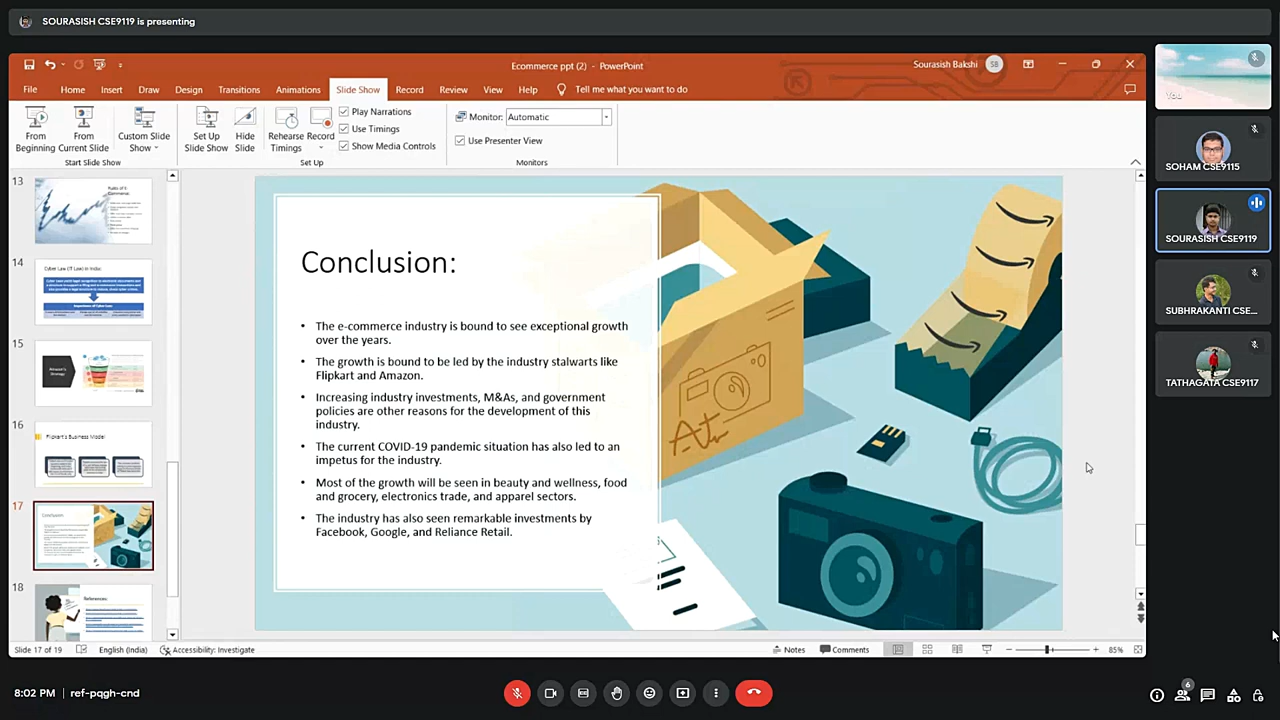 SOURASISH CSE9119 is presenting
Ecommerce ppt (2) - PowerPoint
Sourasish Bakshi
SB
File Home Insert Draw Design Transitions Animations Slide Show Record Review View Help Tell me what you want to do
From Beginning
From Current Slide
Custom Slide Show
Start Slide Show
Set Up Slide Show
Hide Slide
Rehearse Timings
Record
Play Narrations
Use Timings
Show Media Controls
Set Up
Monitor: Automatic
Use Presenter View
Monitors
13
14
Cyber Law (IT Law) in India:
15
Amazon's Strategy
16
Flipkart's Business Model
17
Conclusion:
18
References:
Conclusion:
• The e-commerce industry is bound to see exceptional growth
over the years.
• The growth is bound to be led by the industry stalwarts like
Flipkart and Amazon.
• Increasing industry investments, M&As, and government
policies are other reasons for the development of this
industry.
• The current COVID-19 pandemic situation has also led to an
impetus for the industry.
• Most of the growth will be seen in beauty and wellness, food
and grocery, electronics trade, and apparel sectors.
• The industry has also seen remarkable investments by
Facebook, Google, and Reliance Retail.
Slide 17 of 19 English (India) Accessibility: Investigate Notes Comments 85%
You
SOHAM CSE9115
SOURASISH CSE9119
SUBHRAKANTI CSE...
TATHAGATA CSE9117
8:02 PM | ref-pqgh-cnd
6